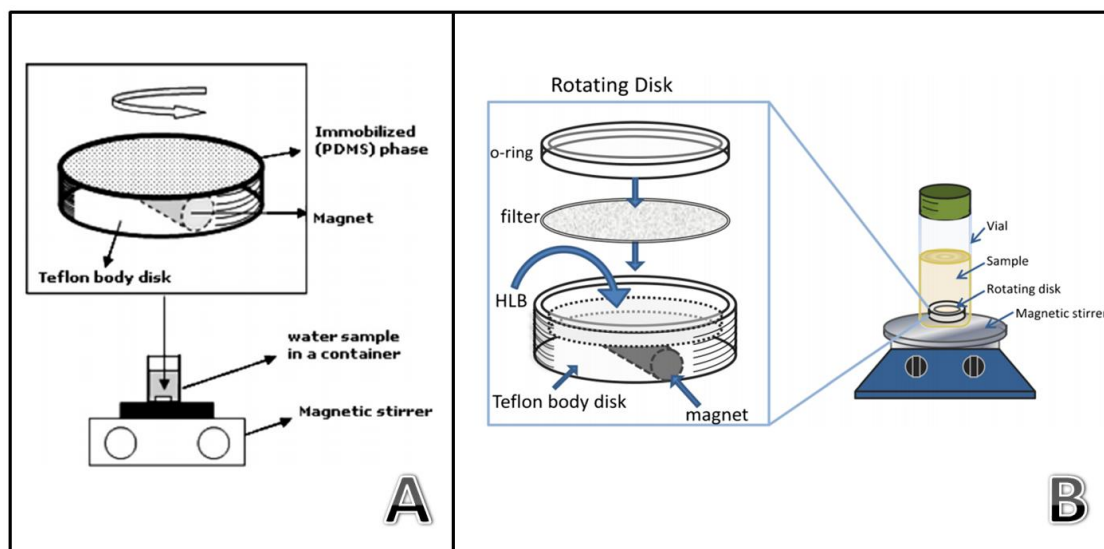 Immobilized
(PDMS) phase
Magnet
Teflon body disk
water sample
in a container
Magnetic stirrer
A
Rotating Disk
o-ring
filter
HLB
Teflon body disk
magnet
Vial
Sample
Rotating disk
Magnetic stirrer
B